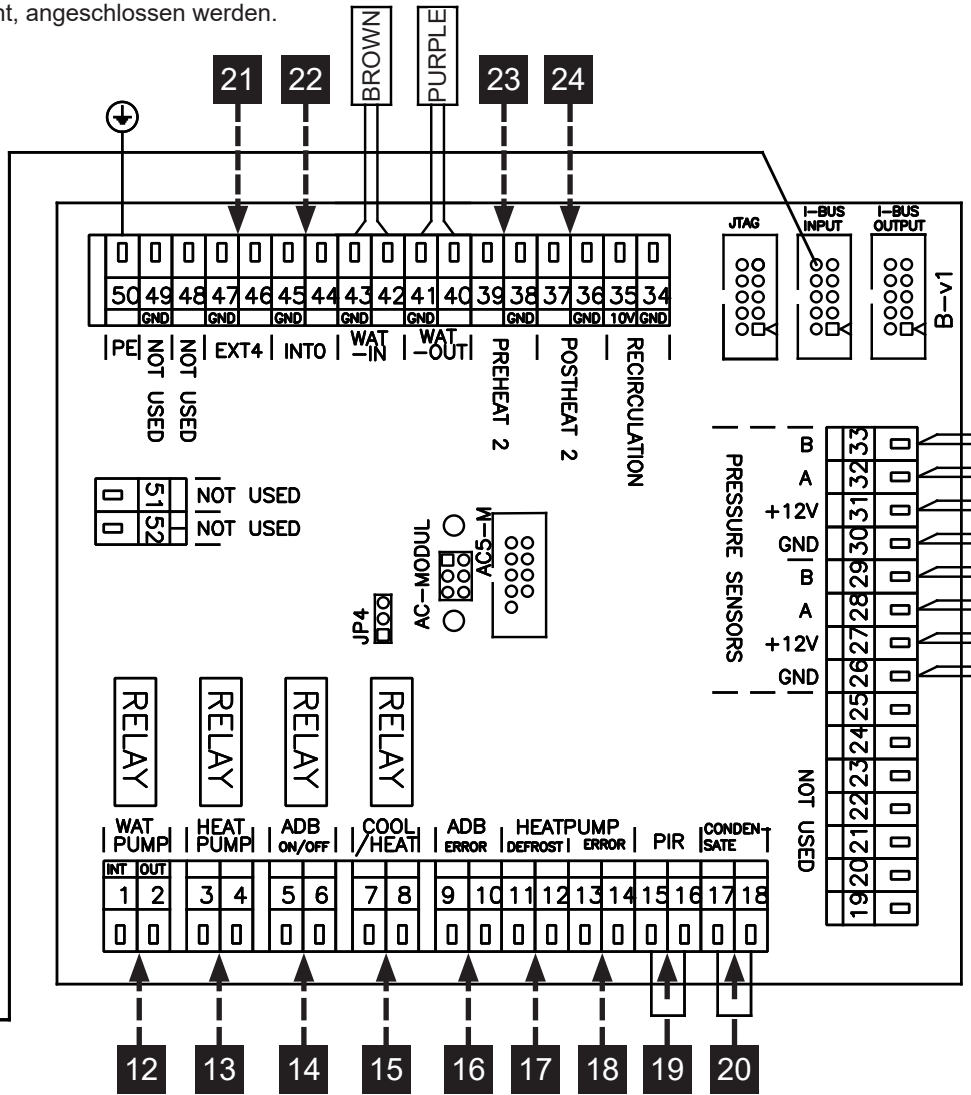 nt, angeschlossen werden.
BROWN
PURPLE
21
22
23
24
50 49 48 47 46 45 44 43 42 41 40 39 38 37 36 35 34
GND GND GND GND GND GND GND 10V GND
PE
NOT USED
NOT USED
EXT4
INT0
WAT
-IN
WAT
-OUT
PREHEAT 2
POSTHEAT 2
RECIRCULATION
JTAG
I-BUS
INPUT
I-BUS
OUTPUT
B-v1
51 NOT USED
52 NOT USED
AC-MODUL
AC5-M
JP4
PRESSURE SENSORS
B 33
A 32
+12V 31
GND 30
B 29
A 28
+12V 27
GND 26
25
24
23
22
21
20
19
NOT USED
RELAY
RELAY
RELAY
RELAY
WAT
PUMP
HEAT
PUMP
ADB
ON/OFF
COOL
/HEAT
ADB
ERROR
HEATPUMP
DEFROST ERROR
PIR
CONDEN-
SATE
INT OUT
1 2 3 4 5 6 7 8 9 10 11 12 13 14 15 16 17 18
12
13
14
15
16
17
18
19
20